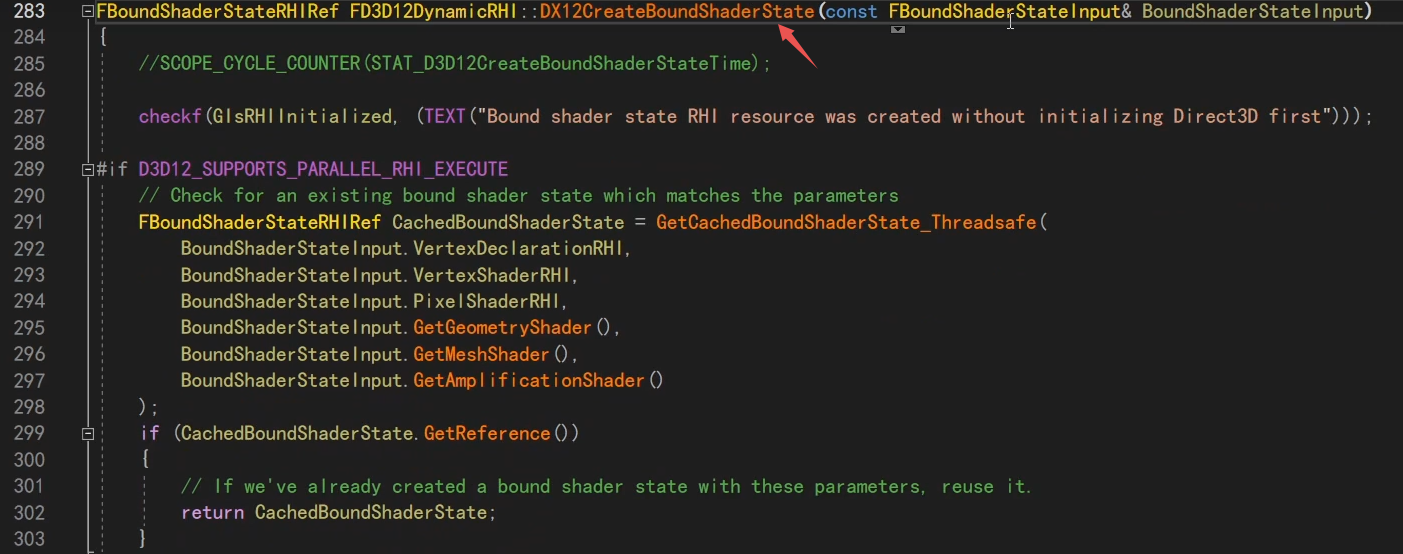 283 FBoundShaderStateRHIRef FD3D12DynamicRHI::DX12CreateBoundShaderState(const FBoundShaderStateInput& BoundShaderStateInput)
284 {
285 //SCOPE_CYCLE_COUNTER(STAT_D3D12CreateBoundShaderStateTime);
286
287 checkf(GIsRHIInitialized, (TEXT("Bound shader state RHI resource was created without initializing Direct3D first")));
288
289 #if D3D12_SUPPORTS_PARALLEL_RHI_EXECUTE
290 // Check for an existing bound shader state which matches the parameters
291 FBoundShaderStateRHIRef CachedBoundShaderState = GetCachedBoundShaderState_Threadsafe(
292 BoundShaderStateInput.VertexDeclarationRHI,
293 BoundShaderStateInput.VertexShaderRHI,
294 BoundShaderStateInput.PixelShaderRHI,
295 BoundShaderStateInput.GetGeometryShader(),
296 BoundShaderStateInput.GetMeshShader(),
297 BoundShaderStateInput.GetAmplificationShader()
298 );
299 if (CachedBoundShaderState.GetReference())
300 {
301 // If we've already created a bound shader state with these parameters, reuse it.
302 return CachedBoundShaderState;
303 }